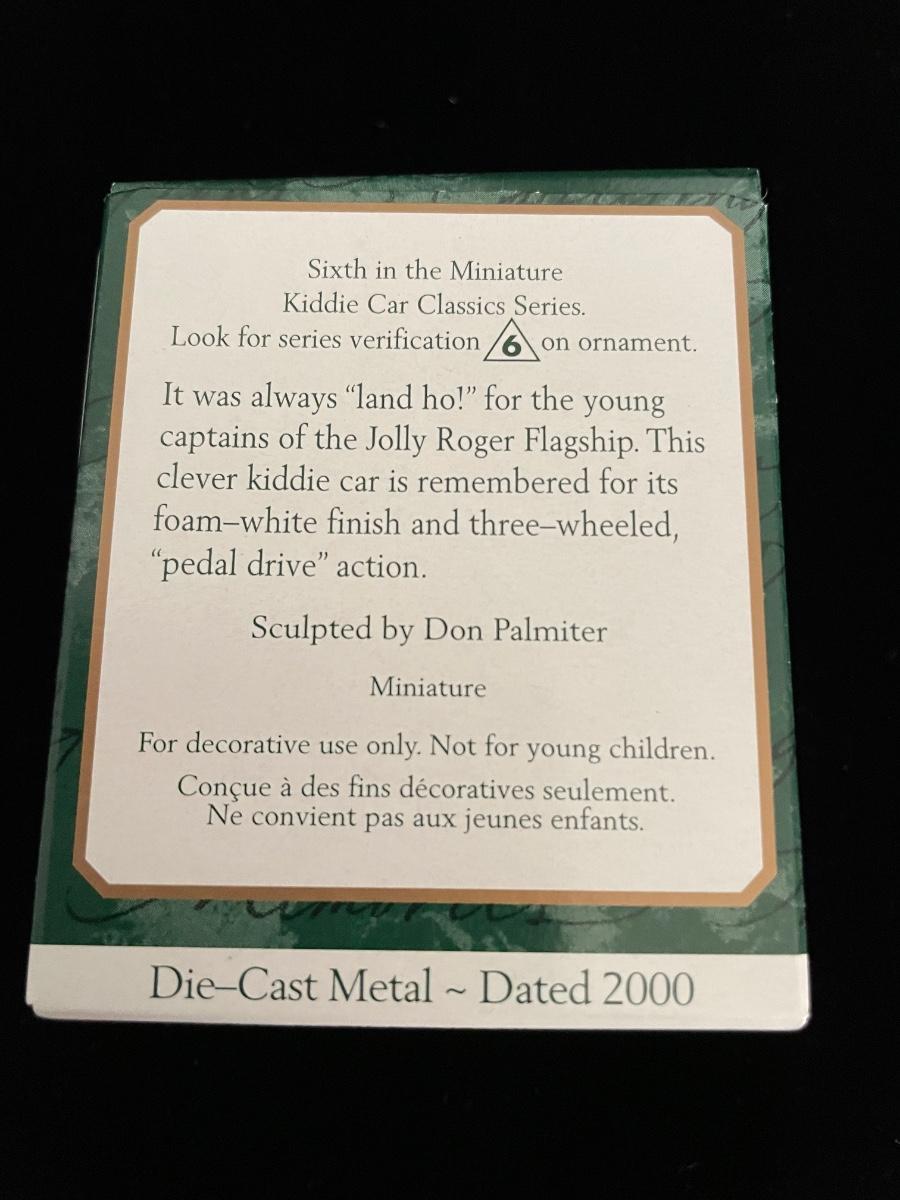 Sixth in the Miniature
Kiddie Car Classics Series.
Look for series verification 6 on ornament.
It was always “land ho!” for the young
captains of the Jolly Roger Flagship. This
clever kiddie car is remembered for its
foam–white finish and three–wheeled,
“pedal drive” action.
Sculpted by Don Palmiter
Miniature
For decorative use only. Not for young children.
Conçue à des fins décoratives seulement.
Ne convient pas aux jeunes enfants.
Memories
Die–Cast Metal ~ Dated 2000